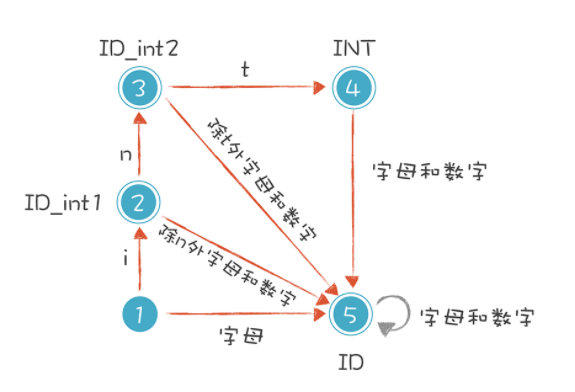 ID_int2
INT
3
t
4
n
除t外字母和数字
字母和数字
ID_int1
2
除n外字母和数字
i
1
字母
5
字母和数字
ID